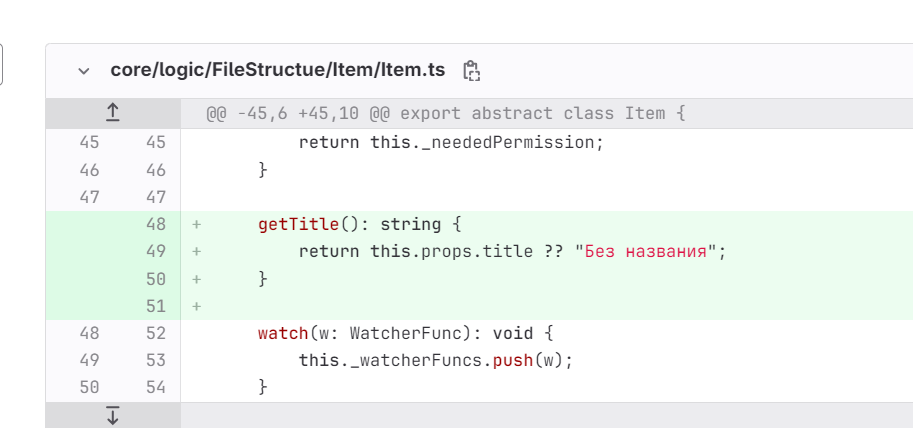 core/logic/FileStructue/Item/Item.ts
@@ -45,6 +45,10 @@ export abstract class Item {
45 45 return this._neededPermission;
46 46 }
47 47
48 + getTitle(): string {
49 + return this.props.title ?? "Без названия";
50 + }
51 +
48 52 watch(w: WatcherFunc): void {
49 53 this._watcherFuncs.push(w);
50 54 }